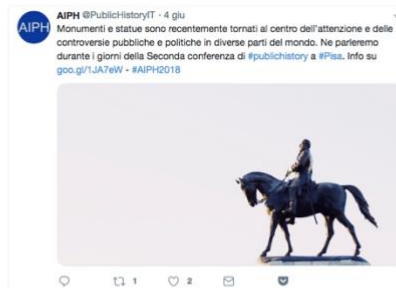 AIPH
AIPH @PublicHistoryIT · 4 giu
Monumenti e statue sono recentemente tornati al centro dell'attenzione e delle
controversie pubbliche e politiche in diverse parti del mondo. Ne parleremo
durante i giorni della Seconda conferenza di #publichistory a #Pisa. Info su
goo.gl/1JA7eW - #AIPH2018
1 2